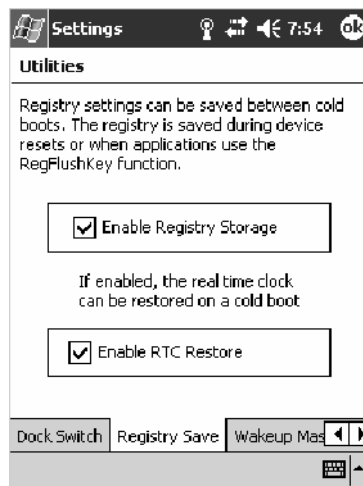 Settings 7:54 ok
Utilities
Registry settings can be saved between cold
boots. The registry is saved during device
resets or when applications use the
RegFlushKey function.
Enable Registry Storage
If enabled, the real time clock
can be restored on a cold boot
Enable RTC Restore
Dock Switch Registry Save Wakeup Mas